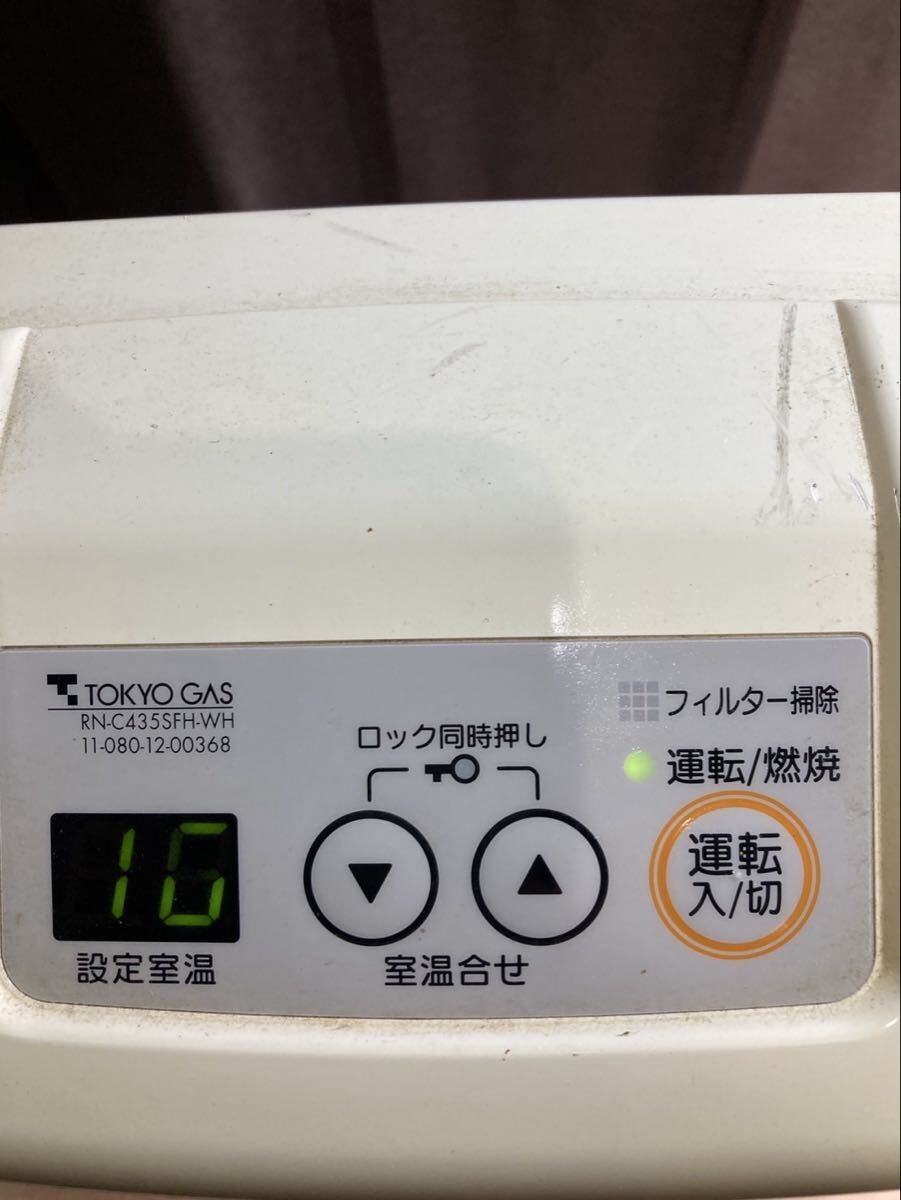 TOKYO GAS
RN-C435SFH-WH
11-080-12-00368
ロック同時押し
フィルター掃除
運転/燃焼
16
▼
▲
運転
入/切
設定室温
室温合せ